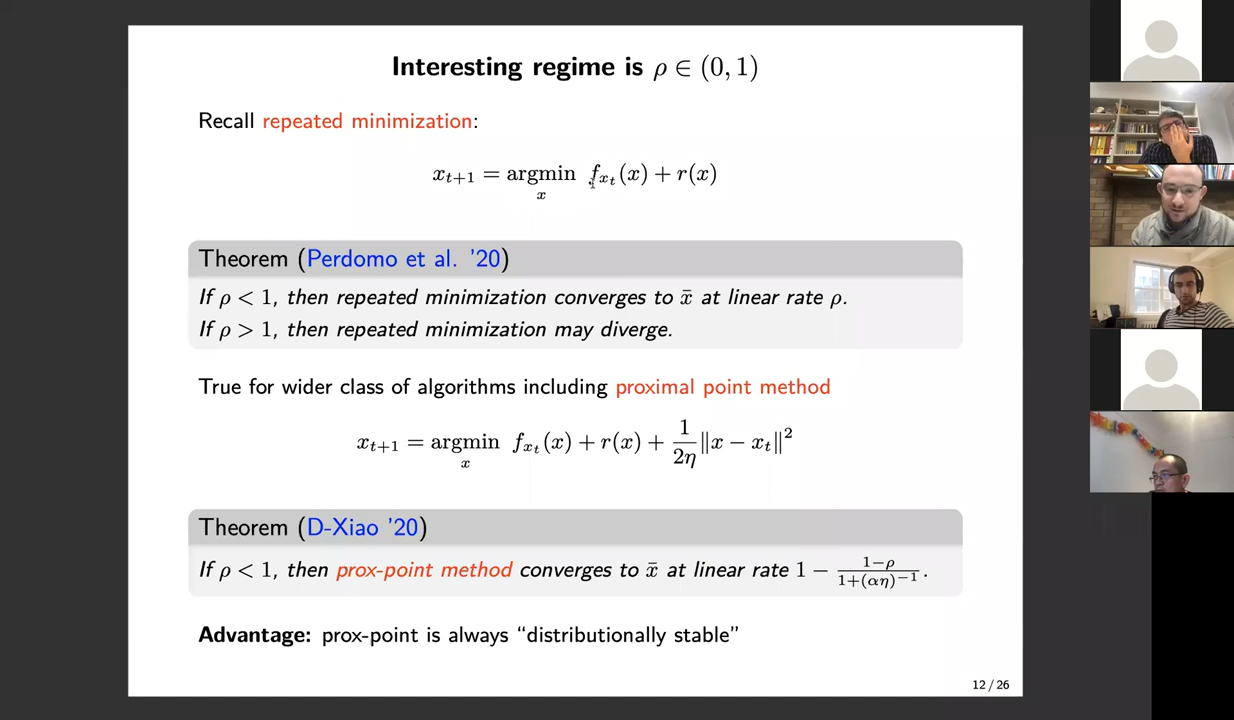 Interesting regime is ρ ∈ (0, 1)
Recall repeated minimization:
x_{t+1} = argmin_x f_{x_t}(x) + r(x)
Theorem (Perdomo et al. '20)
If ρ < 1, then repeated minimization converges to x̄ at linear rate ρ.
If ρ > 1, then repeated minimization may diverge.
True for wider class of algorithms including proximal point method
x_{t+1} = argmin_x f_{x_t}(x) + r(x) + \frac{1}{2η}‖x − x_t‖²
Theorem (D-Xiao '20)
If ρ < 1, then prox-point method converges to x̄ at linear rate 1 − \frac{1−ρ}{1+(αη)^{−1}}.
Advantage: prox-point is always “distributionally stable”
12 / 26